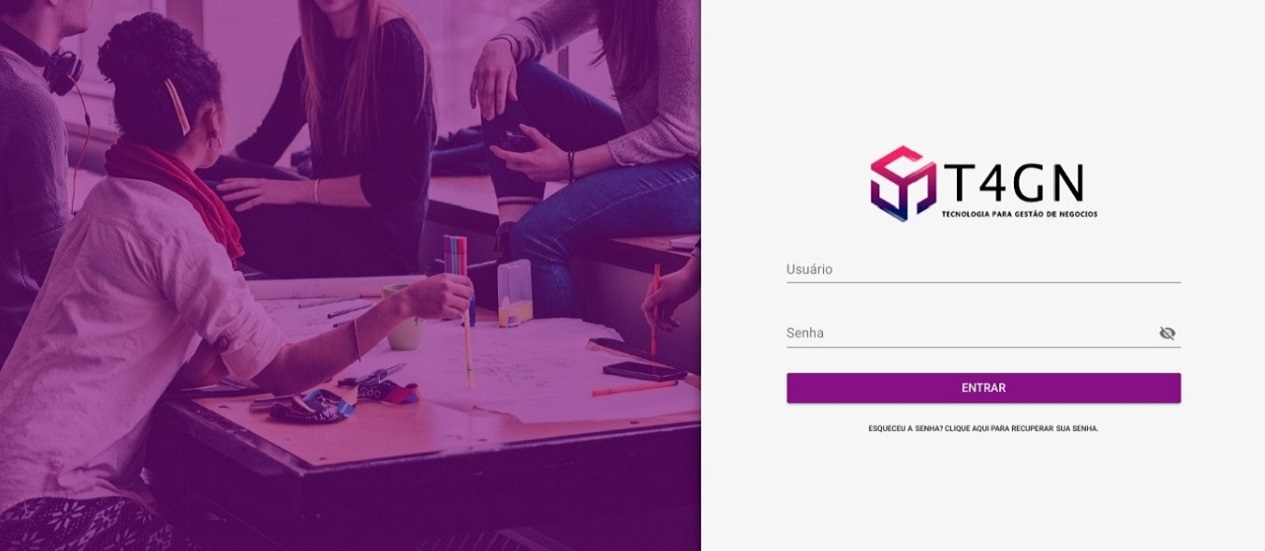 T4GN
TECNOLOGIA PARA GESTÃO DE NEGOCIOS
Usuário
Senha
ENTRAR
ESQUECEU A SENHA? CLIQUE AQUI PARA RECUPERAR SUA SENHA.